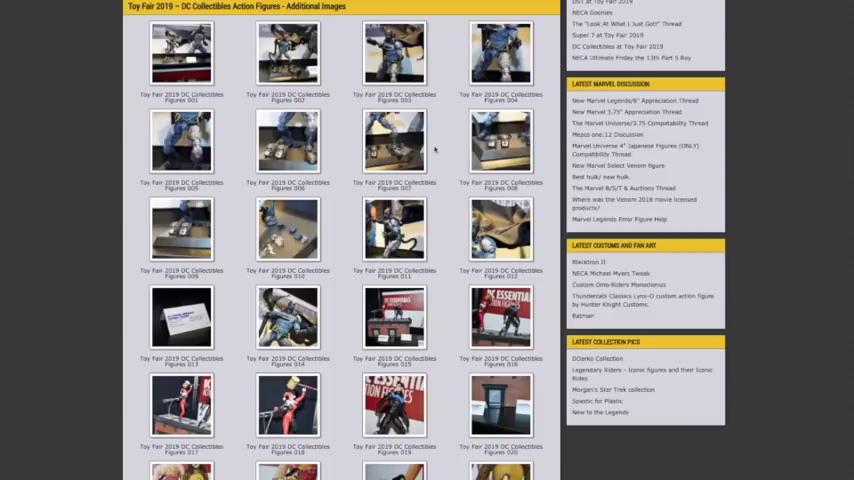 Toy Fair 2019 – DC Collectibles Action Figures - Additional Images
Toy Fair 2019 DC Collectibles
Figures 001
Toy Fair 2019 DC Collectibles
Figures 002
Toy Fair 2019 DC Collectibles
Figures 003
Toy Fair 2019 DC Collectibles
Figures 004
Toy Fair 2019 DC Collectibles
Figures 005
Toy Fair 2019 DC Collectibles
Figures 006
Toy Fair 2019 DC Collectibles
Figures 007
Toy Fair 2019 DC Collectibles
Figures 008
Toy Fair 2019 DC Collectibles
Figures 009
Toy Fair 2019 DC Collectibles
Figures 010
Toy Fair 2019 DC Collectibles
Figures 011
Toy Fair 2019 DC Collectibles
Figures 012
DC ESSENTIA
ION FIGURES
DC ESSENTIAL
Toy Fair 2019 DC Collectibles
Figures 013
Toy Fair 2019 DC Collectibles
Figures 014
Toy Fair 2019 DC Collectibles
Figures 015
Toy Fair 2019 DC Collectibles
Figures 016
Toy Fair 2019 DC Collectibles
Figures 017
Toy Fair 2019 DC Collectibles
Figures 018
Toy Fair 2019 DC Collectibles
Figures 019
Toy Fair 2019 DC Collectibles
Figures 020
DST at Toy Fair 2019
NECA Goonies
The "Look At What I Just Got!" Thread
Super 7 at Toy Fair 2019
DC Collectibles at Toy Fair 2019
NECA Ultimate Friday the 13th Part 5 Roy
LATEST MARVEL DISCUSSION
New Marvel Legends/6" Appreciation Thread
New Marvel 3.75" Appreciation Thread
The Marvel Universe/3.75 Compatability Thread
Mezco one:12 Discussion
Marvel Universe 4" Japanese Figures (ONLY)
Compatibility Thread
New Marvel Select Venom figure
Best hulk/ new hulk.
The Marvel B/S/T & Auctions Thread
Where was the Venom 2018 movie licensed
products?
Marvel Legends Error Figure Help
LATEST CUSTOMS AND FAN ART
Blacktron II
NECA Michael Myers Tweak
Custom Dino-Riders Monoclonius
Thundercats Classics Lynx-O custom action figure
by Hunter Knight Customs.
Batman
LATEST COLLECTION PICS
DDarko Collection
Legendary Riders - Iconic figures and their Iconic
Rides
Morgan's Star Trek collection
Spastic for Plastic
New to the Legends